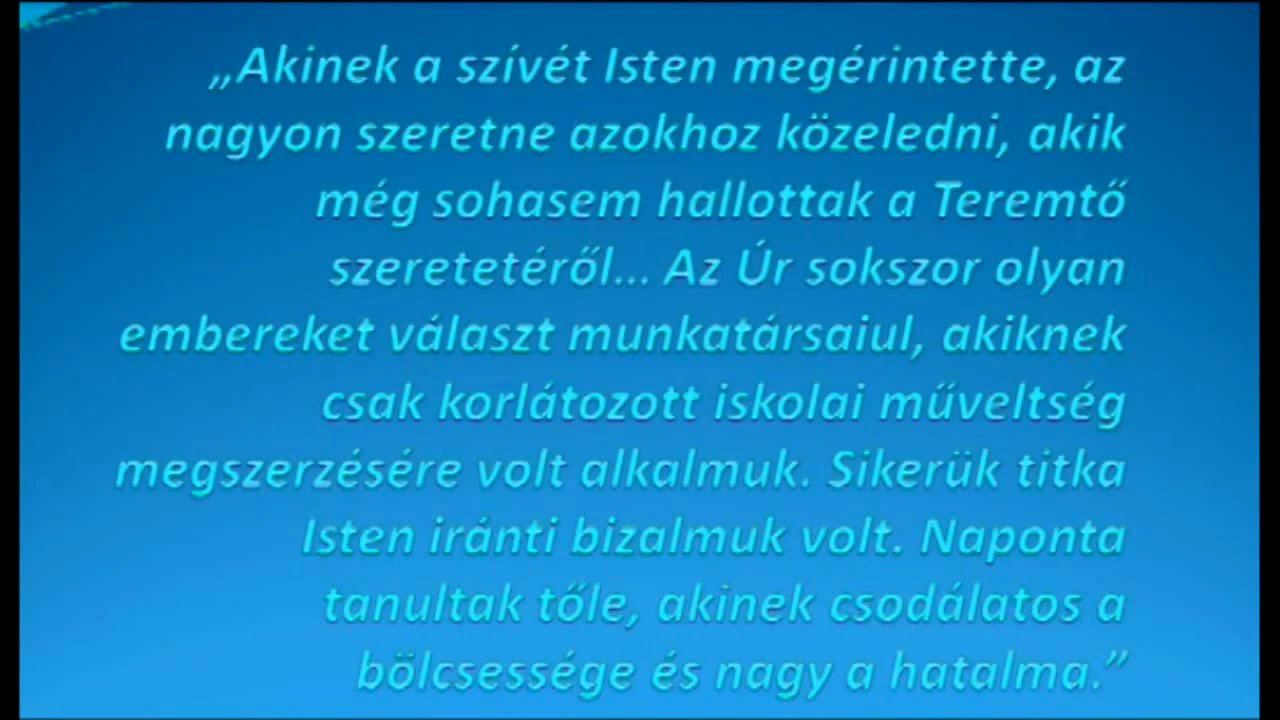 „Akinek a szívét Isten megérintette, az
nagyon szeretne azokhoz közeledni, akik
még sohasem hallottak a Teremtő
szeretetéről... Az Úr sokszor olyan
embereket választ munkatársaiul, akiknek
csak korlátozott iskolai műveltség
megszerzésére volt alkalmuk. Sikerük titka
Isten iránti bizalmuk volt. Naponta
tanultak tőle, akinek csodálatos a
bölcsessége és nagy a hatalma.”